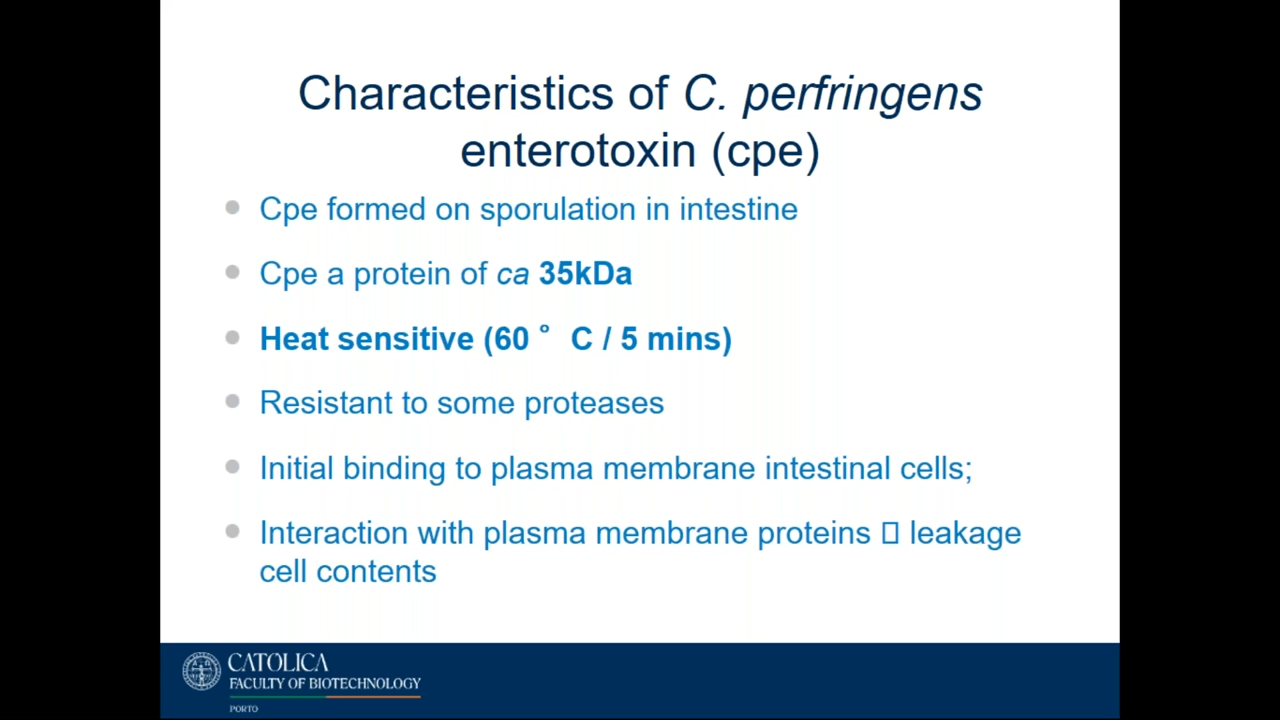 Characteristics of C. perfringens
enterotoxin (cpe)
Cpe formed on sporulation in intestine
Cpe a protein of ca 35kDa
Heat sensitive (60 ° C / 5 mins)
Resistant to some proteases
Initial binding to plasma membrane intestinal cells;
Interaction with plasma membrane proteins □ leakage
cell contents
CATOLICA
FACULTY OF BIOTECHNOLOGY
PORTO